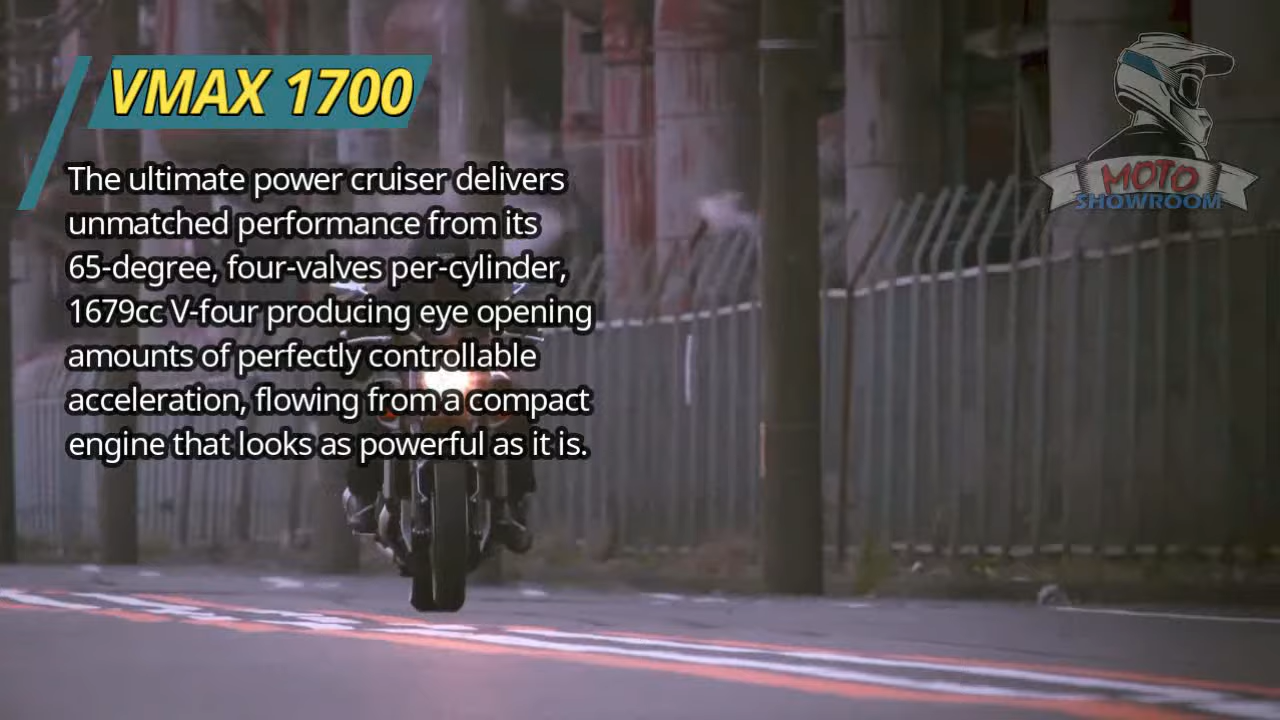 VMAX 1700
The ultimate power cruiser delivers
unmatched performance from its
65-degree, four-valves per-cylinder,
1679cc V-four producing eye opening
amounts of perfectly controllable
acceleration, flowing from a compact
engine that looks as powerful as it is.
MOTO
SHOWROOM